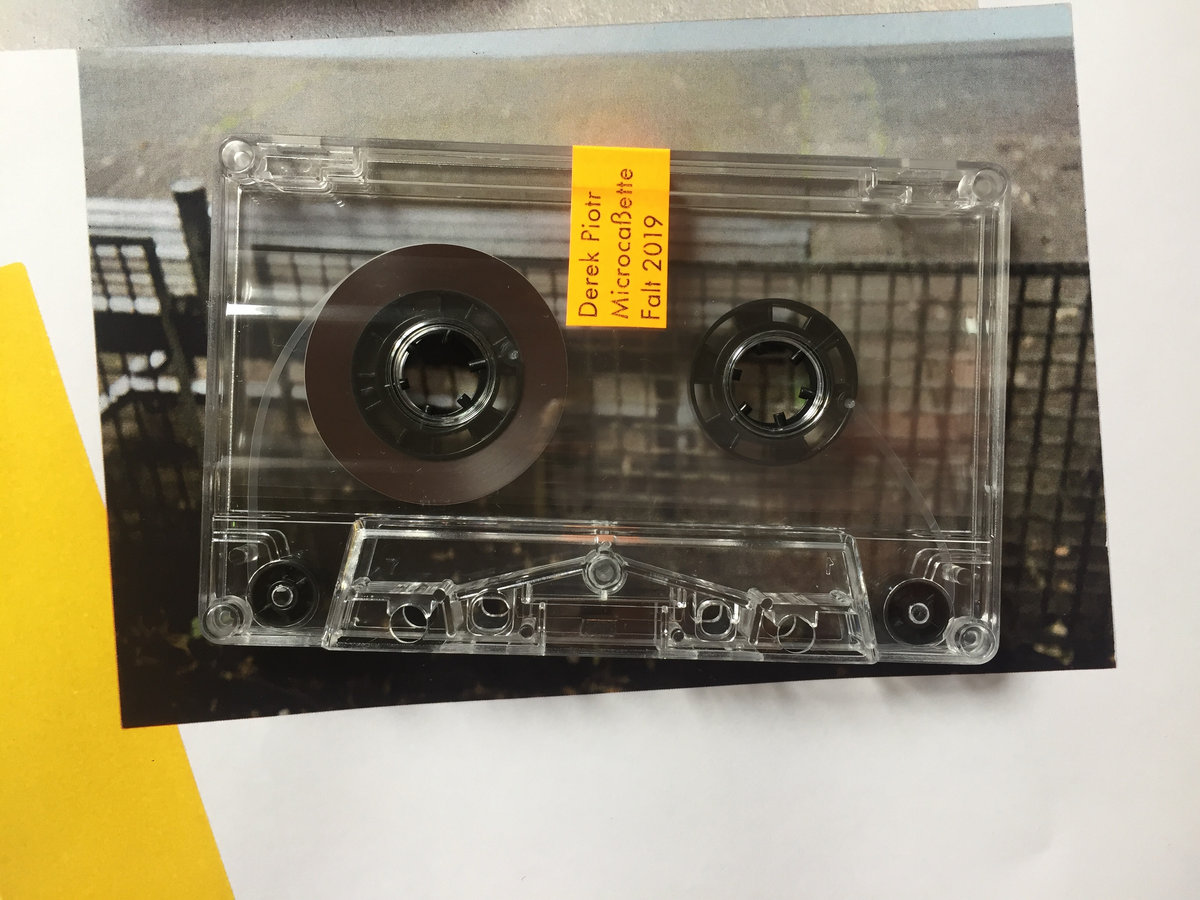 Derek Piotr
Microcaßette
Falt 2019